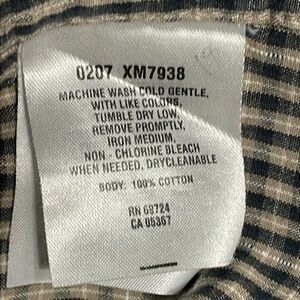 0207 XM7938
MACHINE WASH COLD GENTLE,
WITH LIKE COLORS,
TUMBLE DRY LOW,
REMOVE PROMPTLY,
IRON MEDIUM,
NON - CHLORINE BLEACH
WHEN NEEDED, DRYCLEANABLE
BODY: 100% COTTON
RN 69724
CA 05367